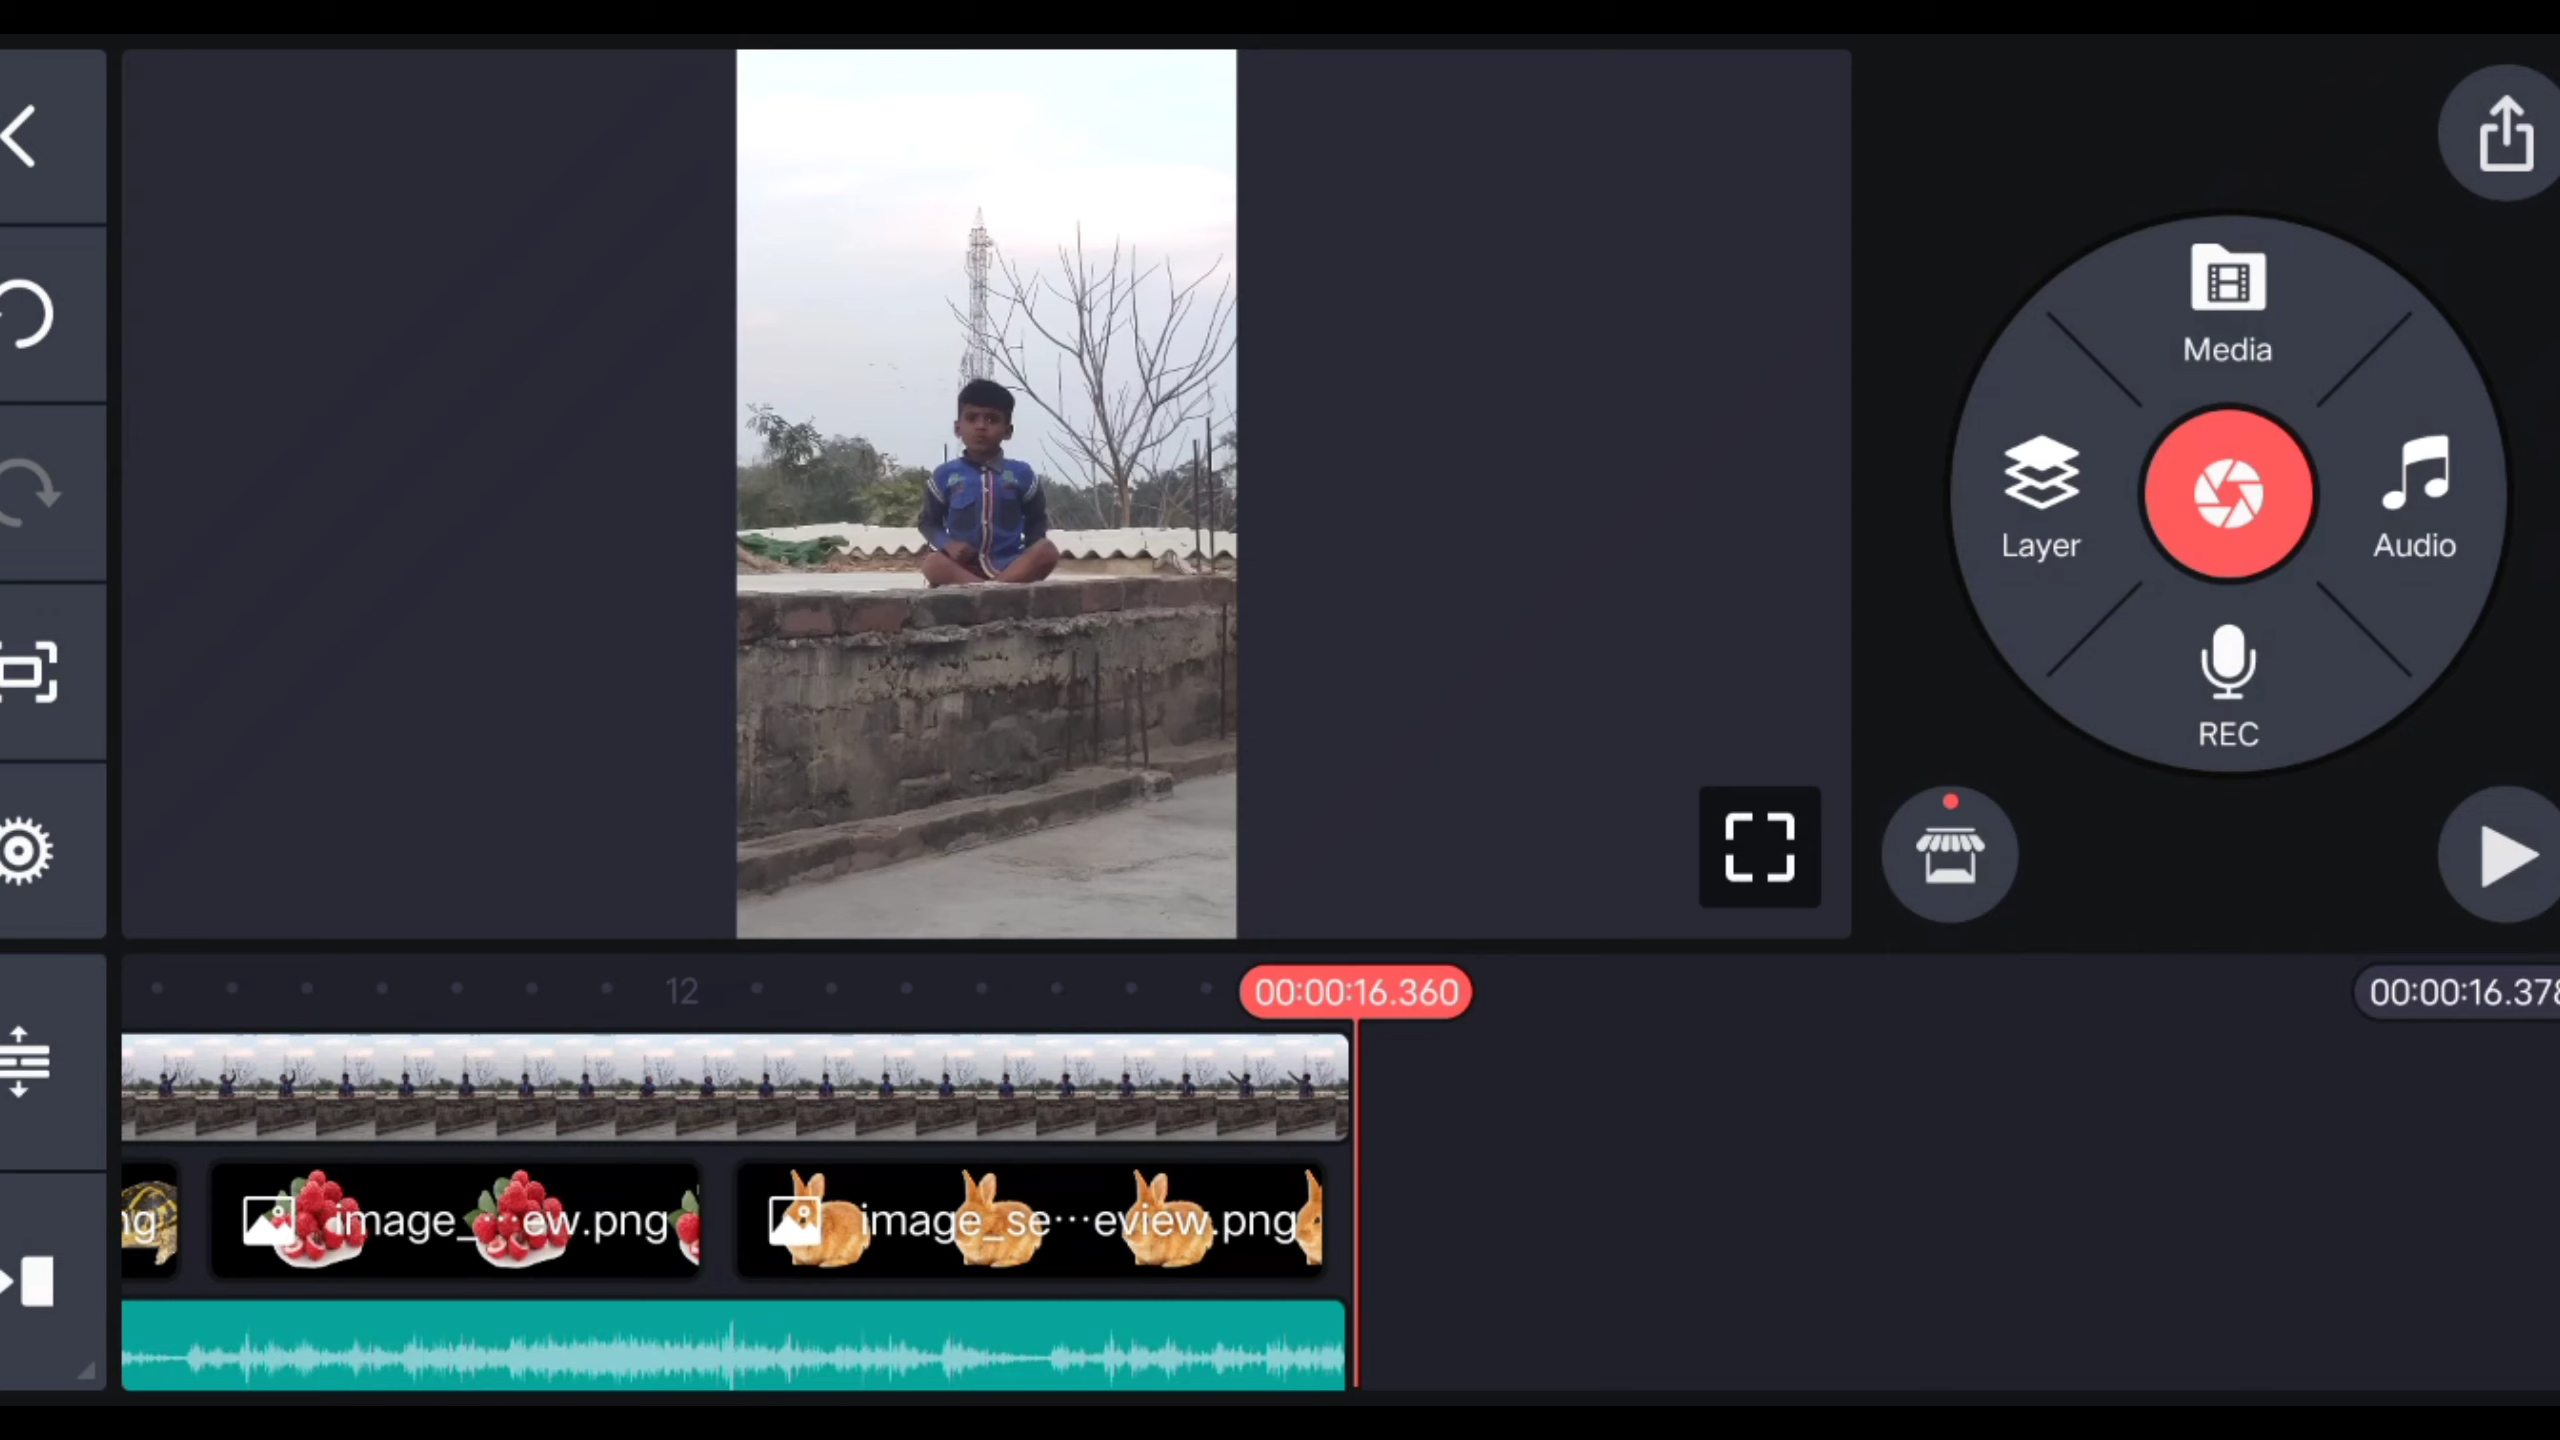 Media
Layer
Audio
REC
12
00:00:16.360
00:00:16.378
ng
image_⋯ew.png
image_se⋯eview.png